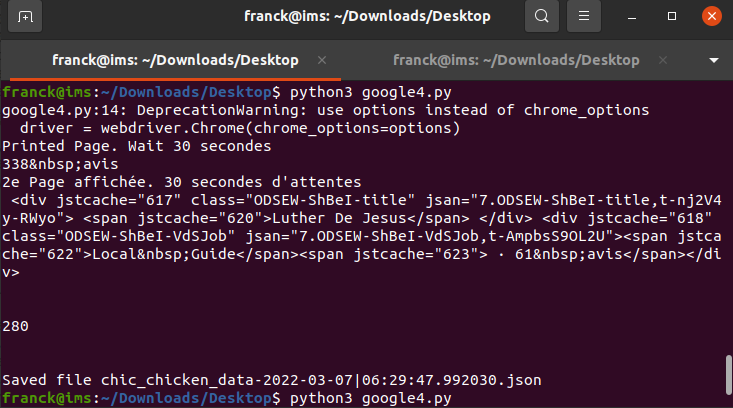 franck@ims: ~/Downloads/Desktop
franck@ims: ~/Downloads/Desktop
franck@ims: ~/Downloads/Desktop
franck@ims:~/Downloads/Desktop$ python3 google4.py
google4.py:14: DeprecationWarning: use options instead of chrome_options
  driver = webdriver.Chrome(chrome_options=options)
Printed Page. Wait 30 secondes
338&nbsp;avis
2e Page affichée. 30 secondes d'attentes
 <div jstcache="617" class="ODSEW-ShBeI-title" jsan="7.ODSEW-ShBeI-title,t-nj2V4
y-RWyo"> <span jstcache="620">Luther De Jesus</span> </div> <div jstcache="618"
class="ODSEW-ShBeI-VdSJob" jsan="7.ODSEW-ShBeI-VdSJob,t-AmpbsS9OL2U"><span jstca
che="622">Local&nbsp;Guide</span><span jstcache="623"> · 61&nbsp;avis</span></di
v>
280
Saved file chic_chicken_data-2022-03-07|06:29:47.992030.json
franck@ims:~/Downloads/Desktop$ python3 google4.py